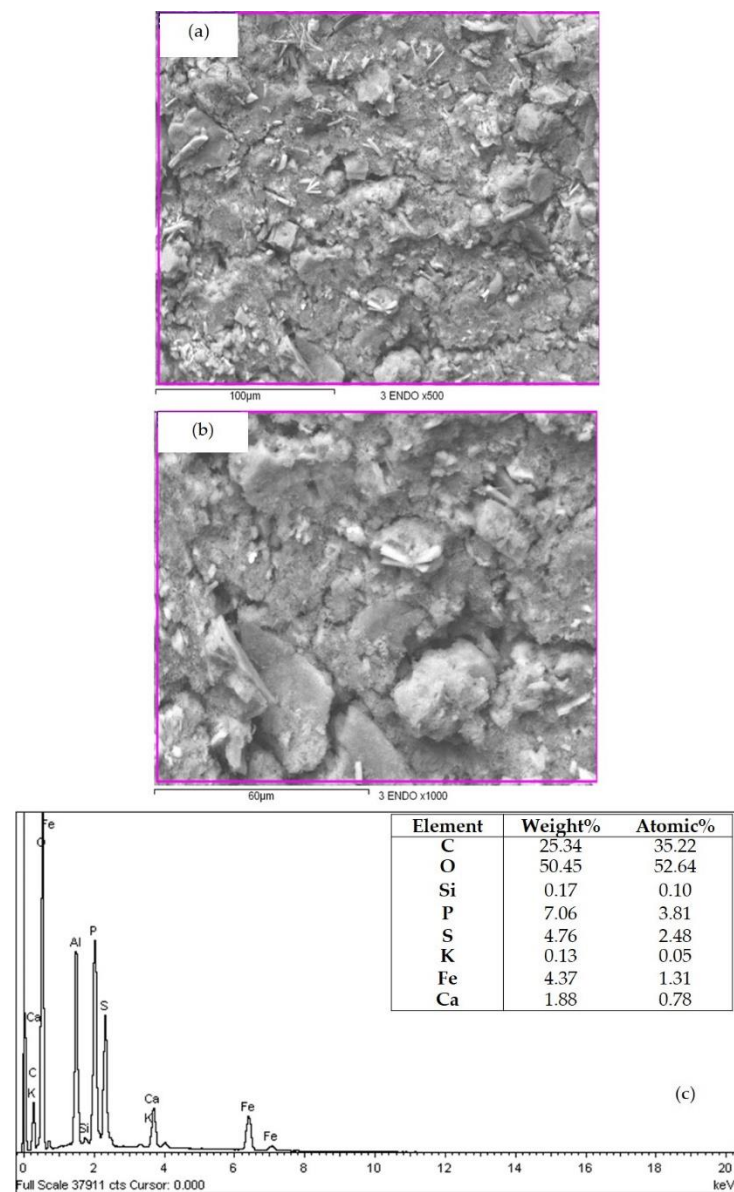 (a)
100µm 3 ENDO x500
(b)
60µm 3 ENDO x1000
Element Weight% Atomic%
C 25.34 35.22
O 50.45 52.64
Si 0.17 0.10
P 7.06 3.81
S 4.76 2.48
K 0.13 0.05
Fe 4.37 1.31
Ca 1.88 0.78
Fe
O
Al
P
S
Ca
C
K
Si
Ca
K
Fe
Fe
(c)
0 2 4 6 8 10 12 14 16 18 20
Full Scale 37911 cts Cursor: 0.000 keV